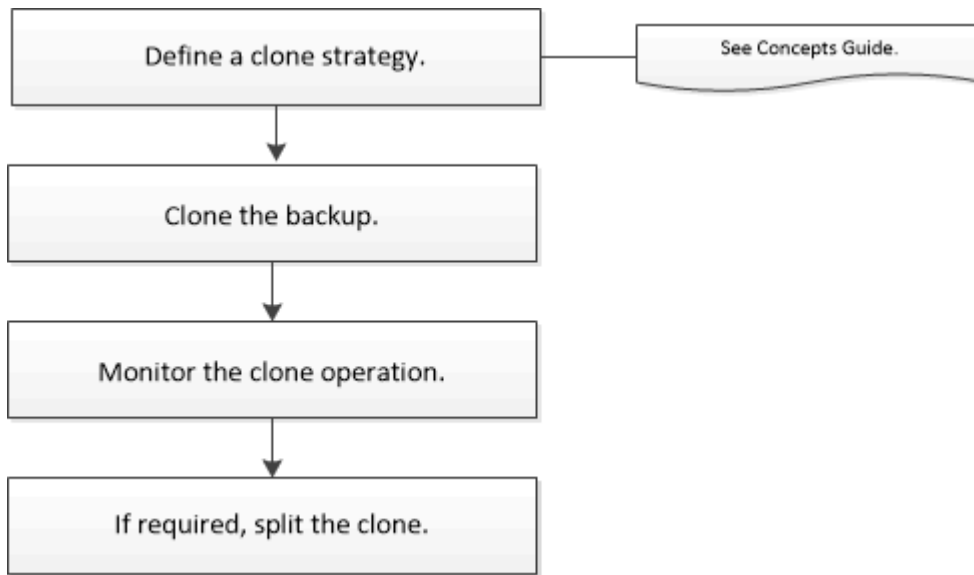 Define a clone strategy.
See Concepts Guide.
Clone the backup.
Monitor the clone operation.
If required, split the clone.